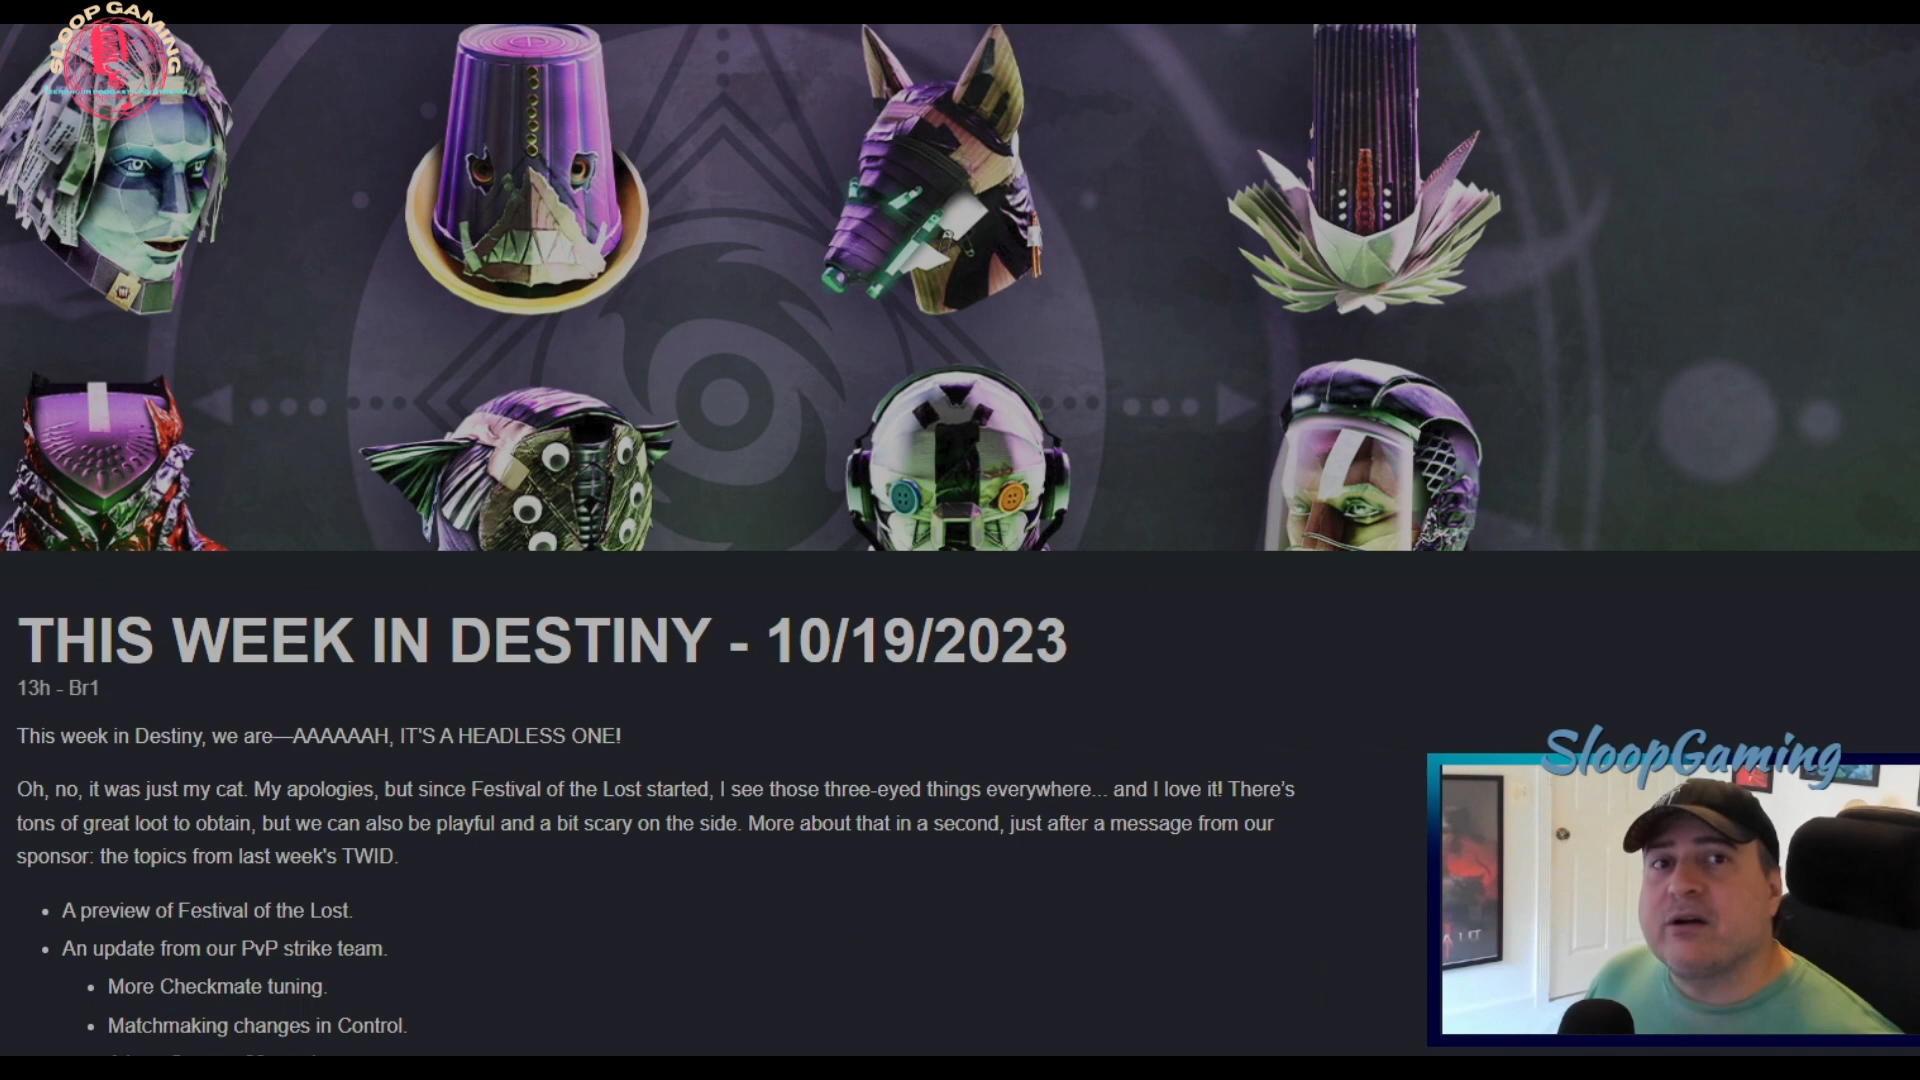 SLOOP GAMING
THIS WEEK IN DESTINY - 10/19/2023
13h - Br1
This week in Destiny, we are—AAAAAAH, IT'S A HEADLESS ONE!
Oh, no, it was just my cat. My apologies, but since Festival of the Lost started, I see those three-eyed things everywhere... and I love it! There's
tons of great loot to obtain, but we can also be playful and a bit scary on the side. More about that in a second, just after a message from our
sponsor: the topics from last week's TWID.
• A preview of Festival of the Lost.
• An update from our PvP strike team.
• More Checkmate tuning.
• Matchmaking changes in Control.
SloopGaming